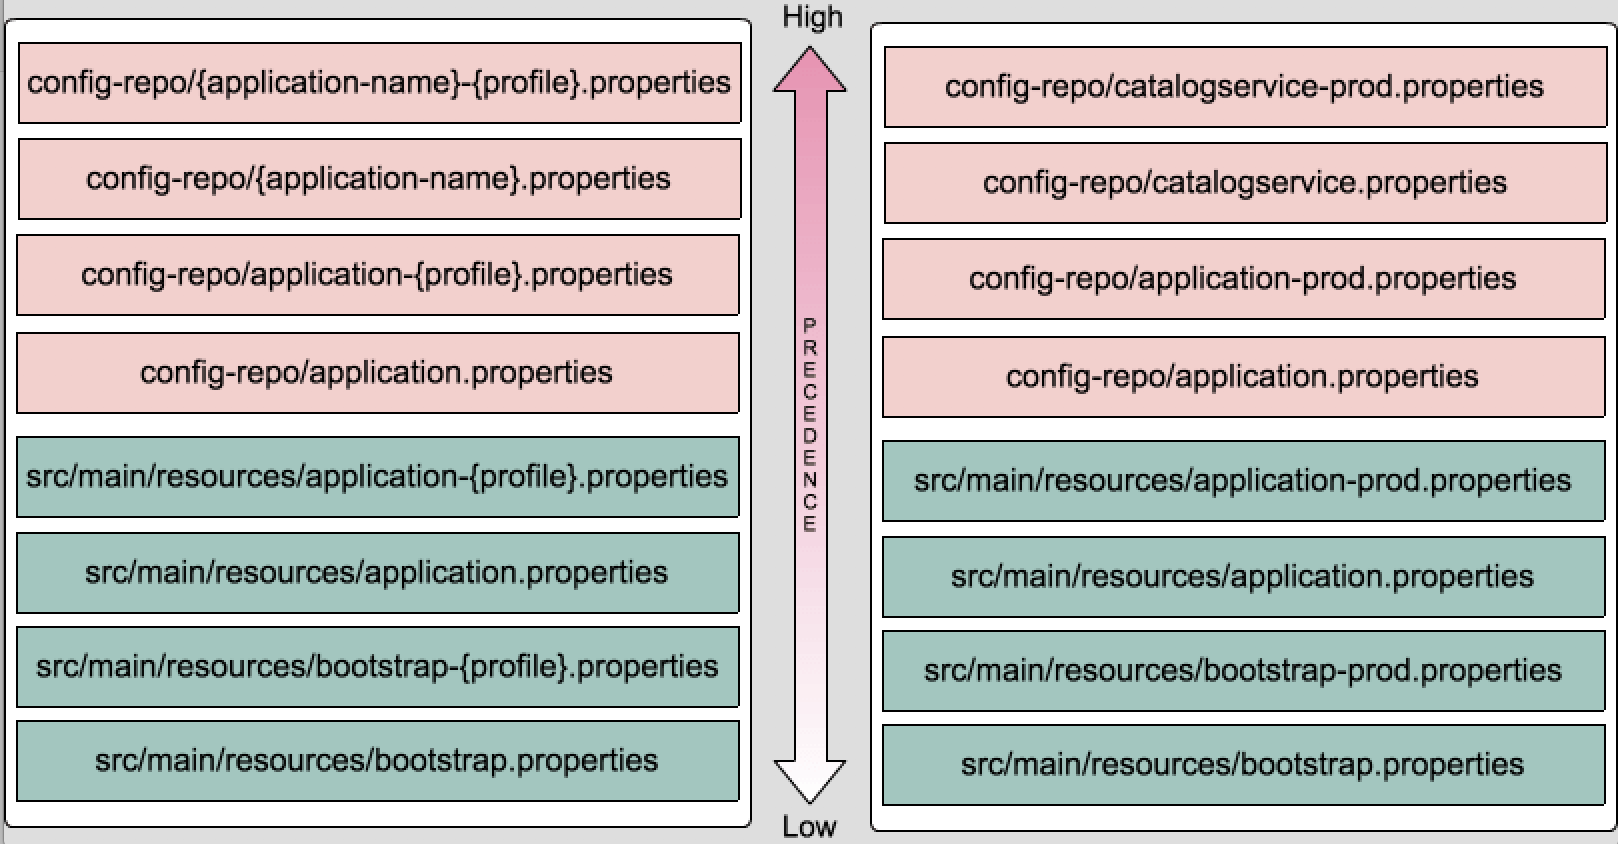 High
config-repo/{application-name}-{profile}.properties
config-repo/{application-name}.properties
config-repo/application-{profile}.properties
config-repo/application.properties
src/main/resources/application-{profile}.properties
src/main/resources/application.properties
src/main/resources/bootstrap-{profile}.properties
src/main/resources/bootstrap.properties
PRECEDENCE
config-repo/catalogservice-prod.properties
config-repo/catalogservice.properties
config-repo/application-prod.properties
config-repo/application.properties
src/main/resources/application-prod.properties
src/main/resources/application.properties
src/main/resources/bootstrap-prod.properties
src/main/resources/bootstrap.properties
Low